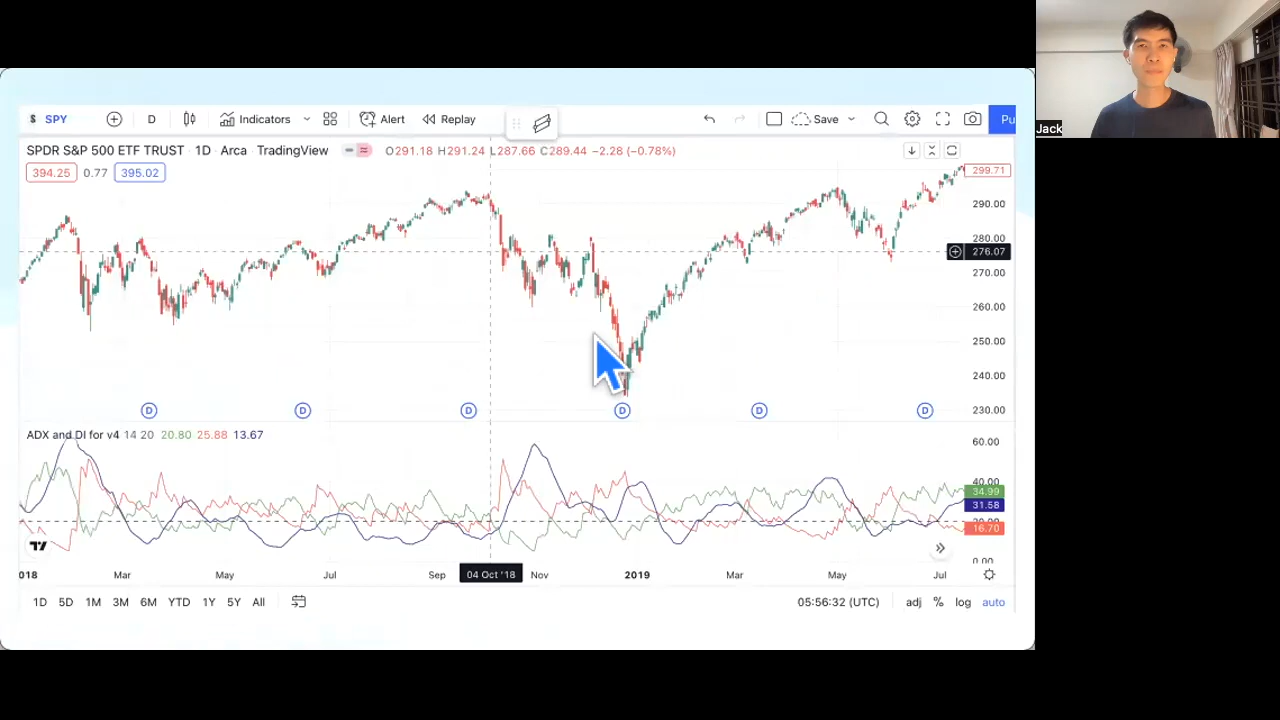 $ SPY D Indicators Alert Replay Save Pu
SPDR S&P 500 ETF TRUST · 1D · Arca · TradingView O291.18 H291.24 L287.66 C289.44 −2.28 (−0.78%)
394.25 0.77 395.02
299.71
290.00
280.00
276.07
270.00
260.00
250.00
240.00
230.00
D D D D D D
ADX and DI for v4 14 20 20.80 25.88 13.67
60.00
40.00
34.99
31.58
20.00
16.70
0.00
018 Mar May Jul Sep 04 Oct '18 Nov 2019 Mar May Jul
1D 5D 1M 3M 6M YTD 1Y 5Y All 05:56:32 (UTC) adj % log auto
Jack